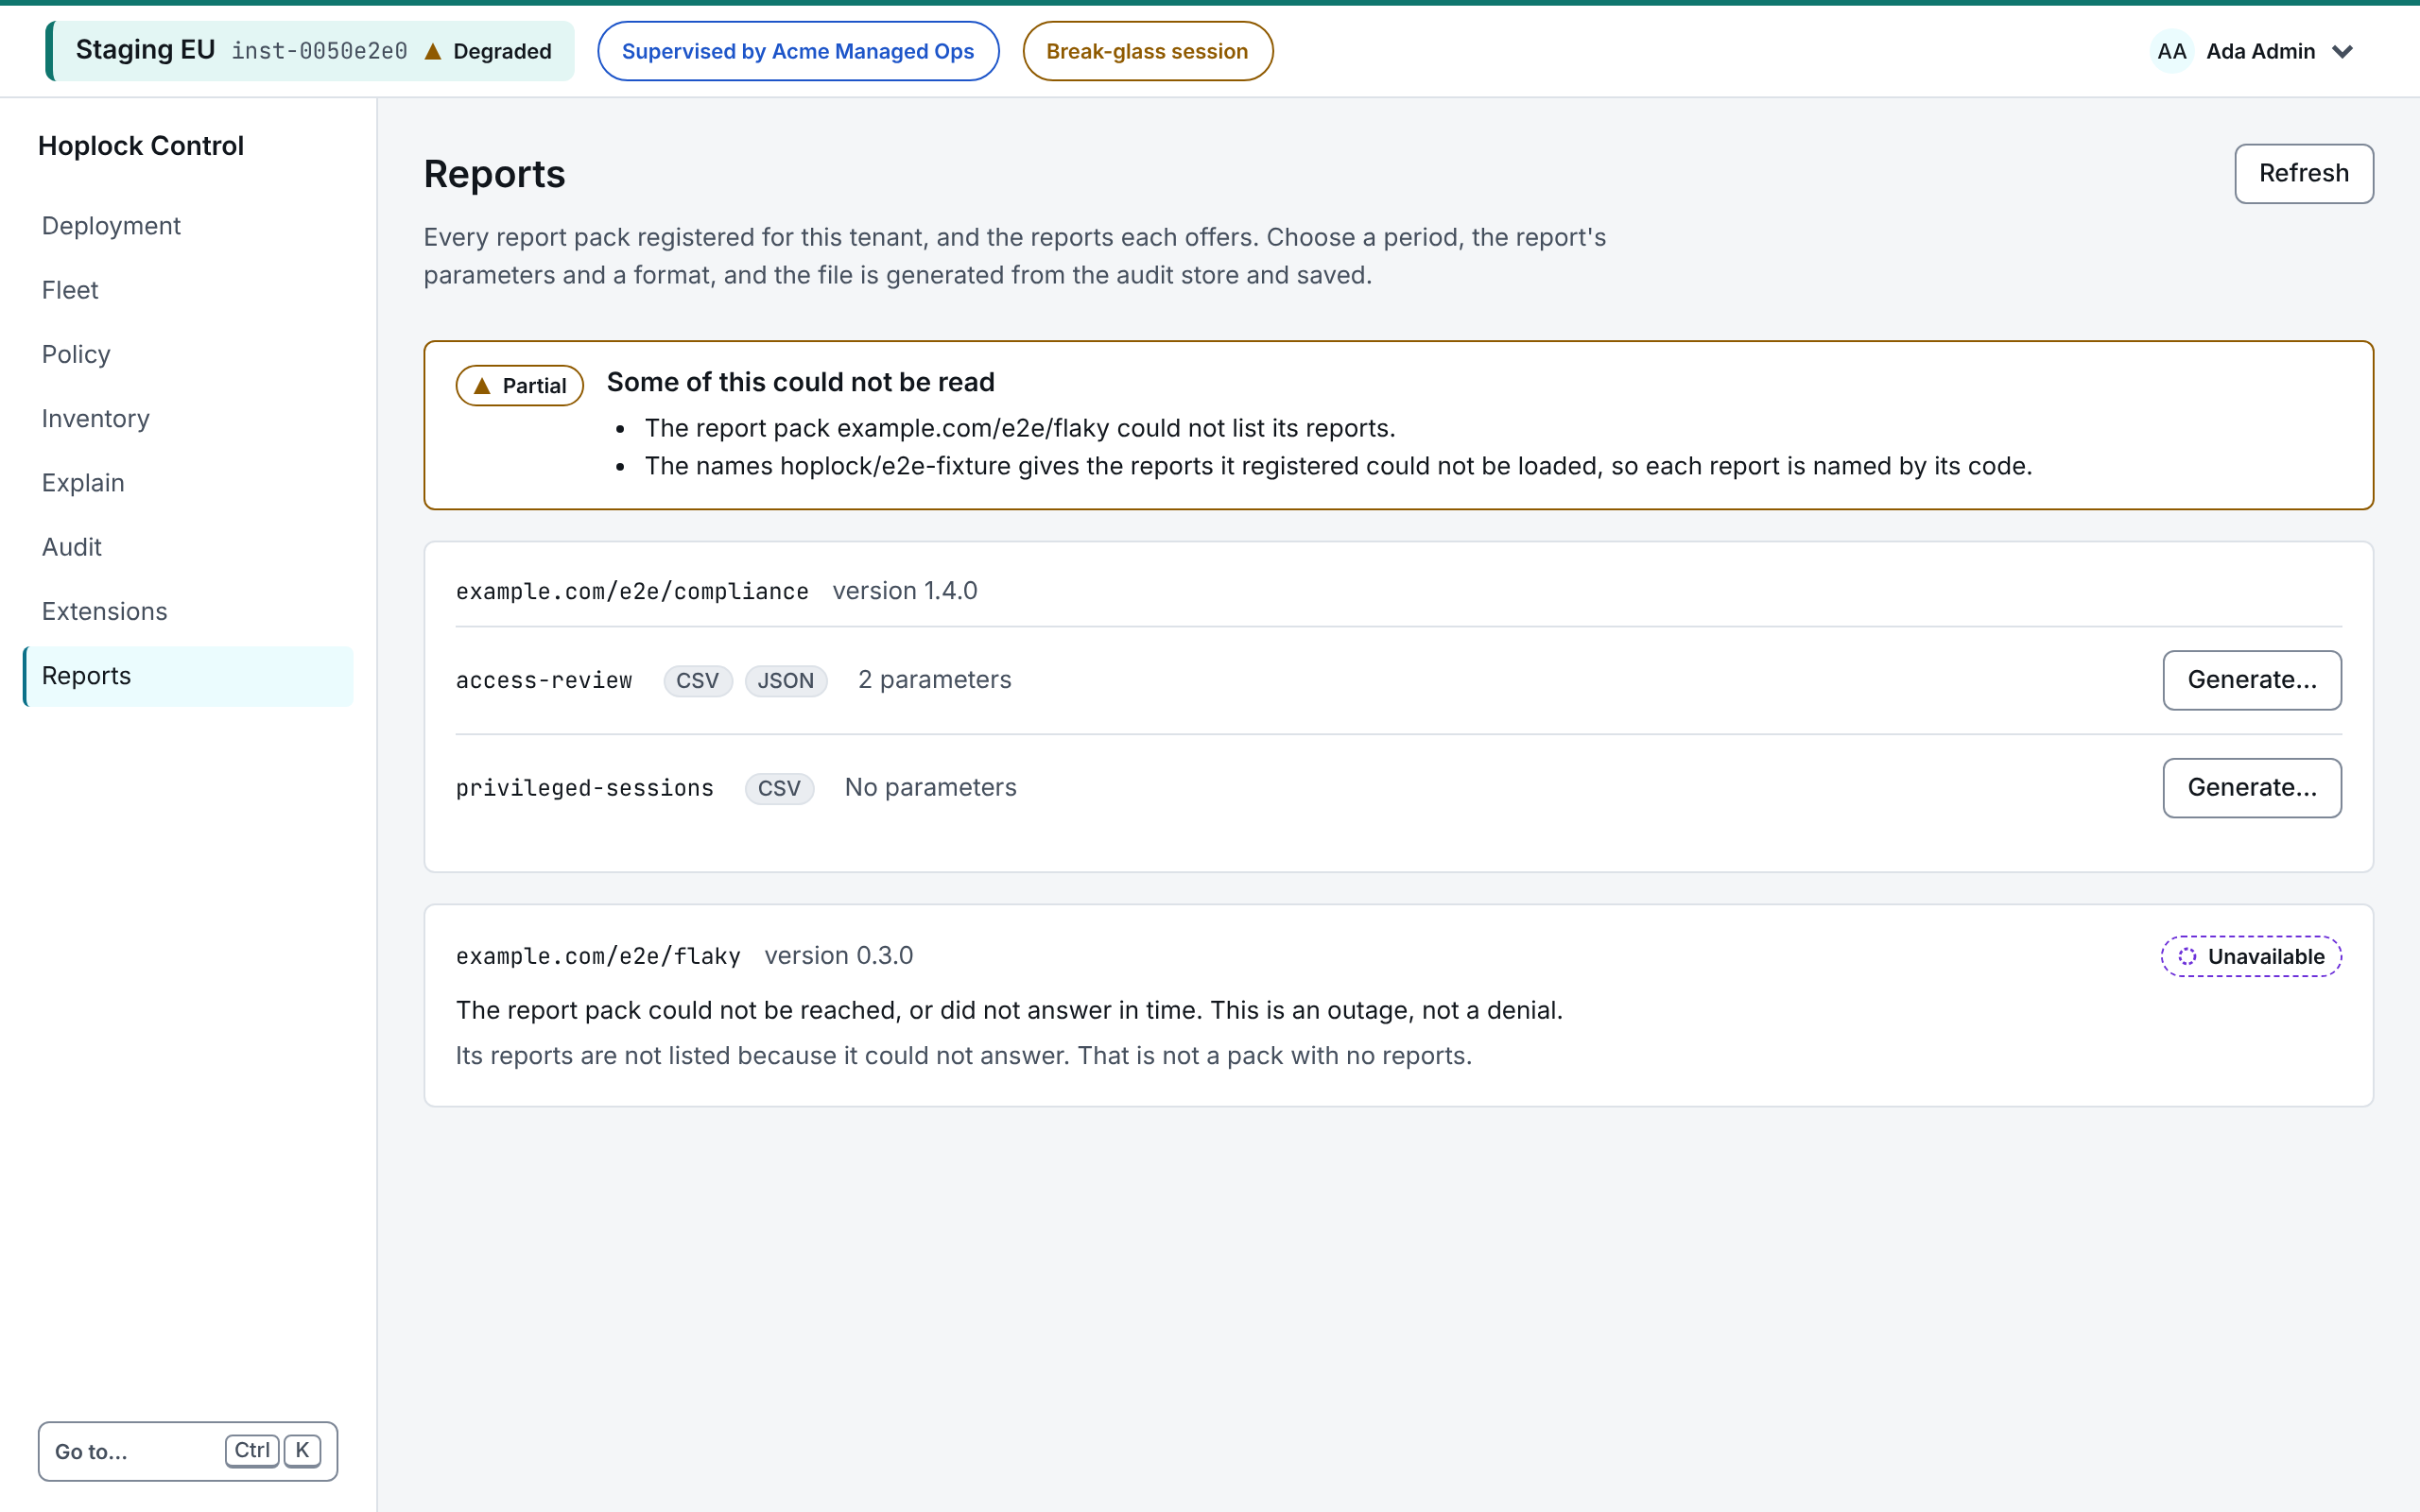 Staging EU inst-0050e2e0 Degraded
Supervised by Acme Managed Ops
Break-glass session
AA Ada Admin
Hoplock Control
Deployment
Fleet
Policy
Inventory
Explain
Audit
Extensions
Reports
Go to...
Ctrl K
Reports
Refresh
Every report pack registered for this tenant, and the reports each offers. Choose a period, the report's
parameters and a format, and the file is generated from the audit store and saved.
Partial
Some of this could not be read
• The report pack example.com/e2e/flaky could not list its reports.
• The names hoplock/e2e-fixture gives the reports it registered could not be loaded, so each report is named by its code.
example.com/e2e/compliance version 1.4.0
access-review CSV JSON 2 parameters Generate...
privileged-sessions CSV No parameters Generate...
example.com/e2e/flaky version 0.3.0 Unavailable
The report pack could not be reached, or did not answer in time. This is an outage, not a denial.
Its reports are not listed because it could not answer. That is not a pack with no reports.